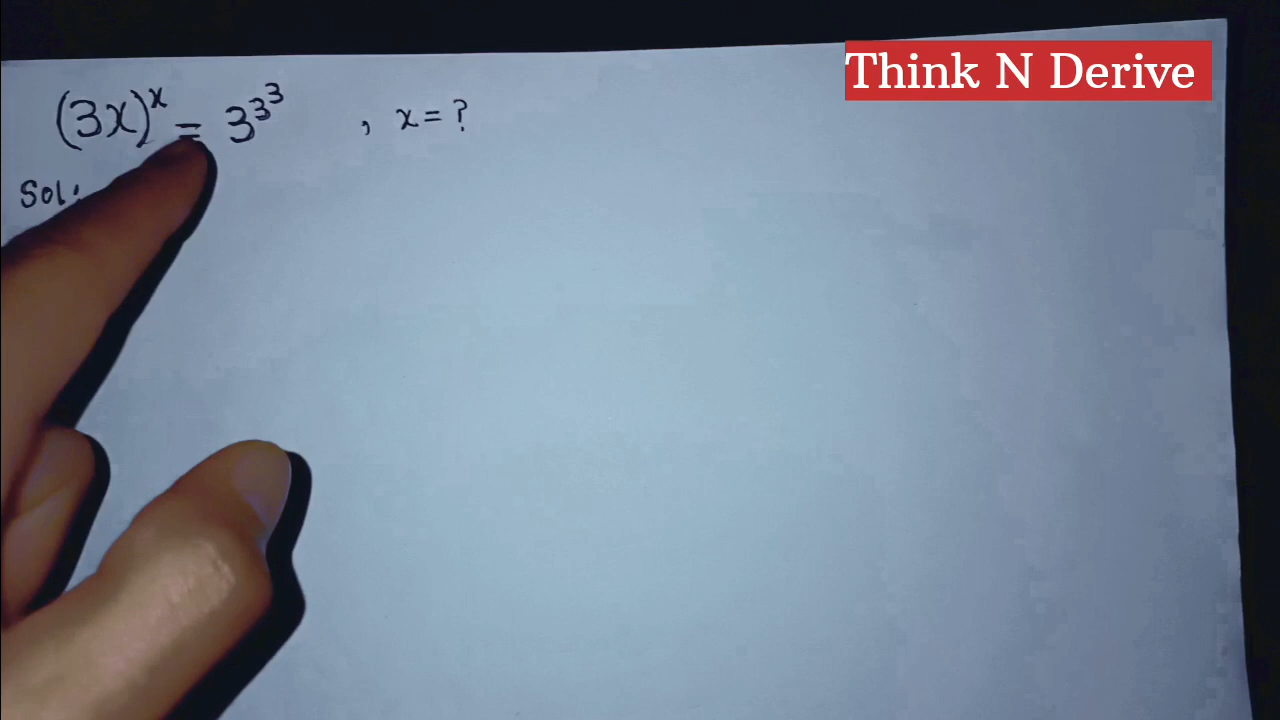 Think N Derive
(3x)^x = 3^3^3 , x = ?
Sol: